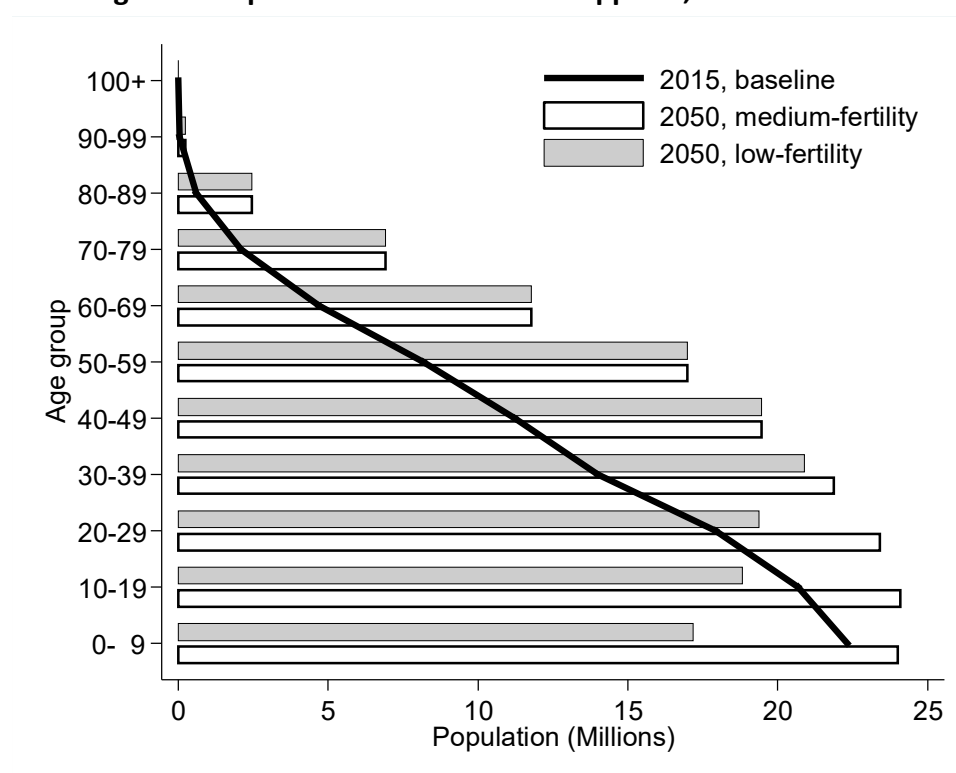 2015, baseline
2050, medium-fertility
2050, low-fertility
Age group
100+
90-99
80-89
70-79
60-69
50-59
40-49
30-39
20-29
10-19
0- 9
0 5 10 15 20 25
Population (Millions)